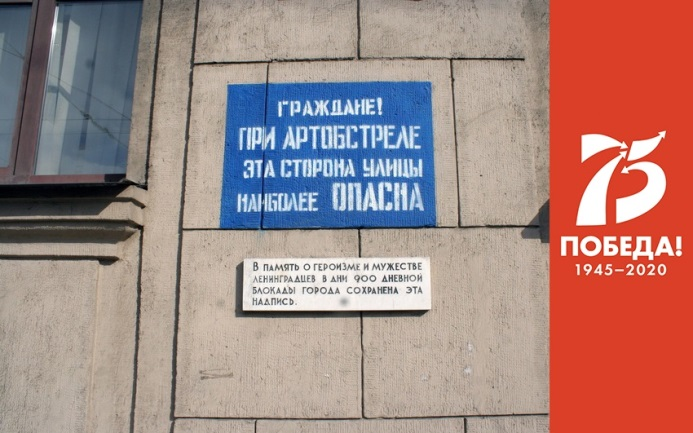 ГРАЖДАНЕ!
ПРИ АРТОБСТРЕЛЕ
ЭТА СТОРОНА УЛИЦЫ
НАИБОЛЕЕ ОПАСНА
В ПАМЯТЬ О ГЕРОИЗМЕ И МУЖЕСТВЕ
ЛЕНИНГРАДЦЕВ В ДНИ 900 ДНЕВНОЙ
БЛОКАДЫ ГОРОДА СОХРАНЕНА ЭТА
НАДПИСЬ.
75
ПОБЕДА!
1945–2020